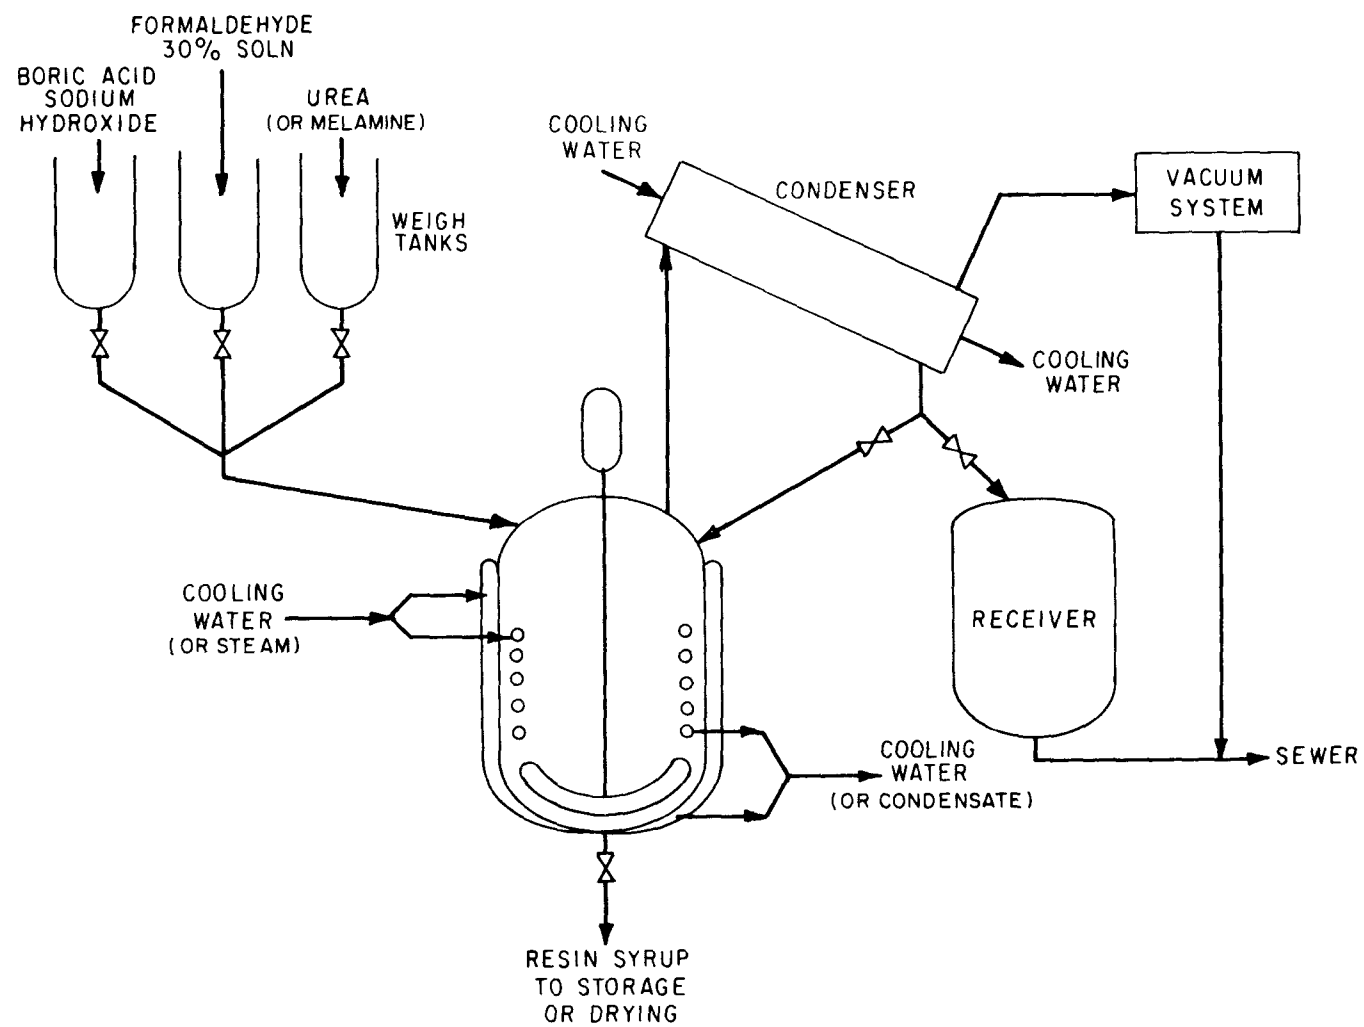 FORMALDEHYDE
30% SOLN
BORIC ACID
SODIUM
HYDROXIDE
UREA
(OR MELAMINE)
WEIGH
TANKS
COOLING
WATER
CONDENSER
VACUUM
SYSTEM
COOLING
WATER
COOLING
WATER
(OR STEAM)
RECEIVER
COOLING
WATER
(OR CONDENSATE)
SEWER
RESIN SYRUP
TO STORAGE
OR DRYING